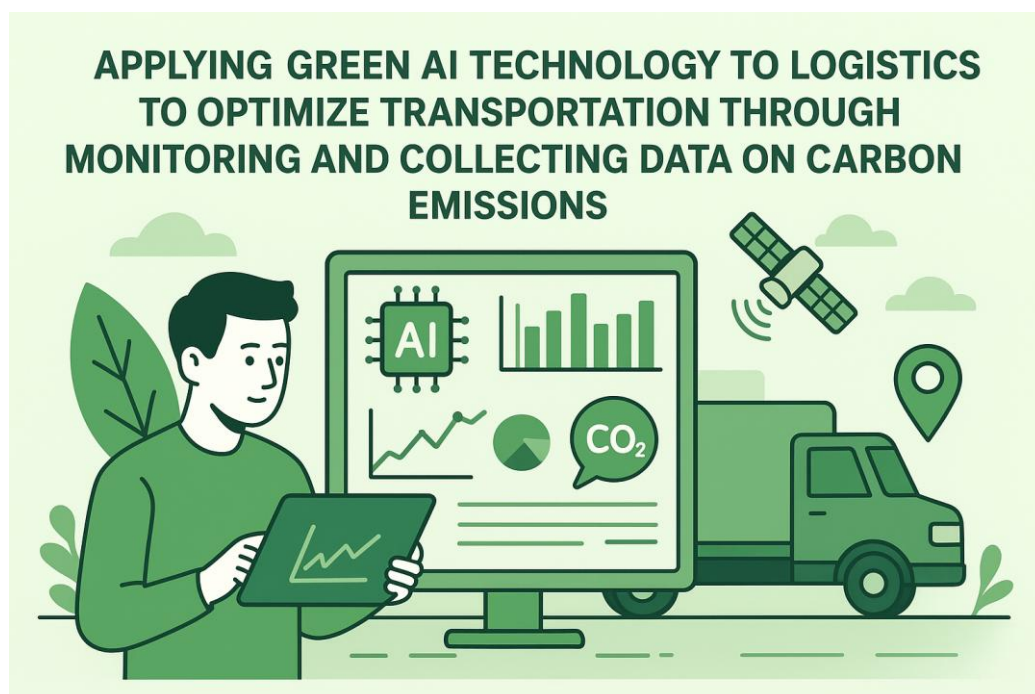 APPLYING GREEN AI TECHNOLOGY TO LOGISTICS
TO OPTIMIZE TRANSPORTATION THROUGH
MONITORING AND COLLECTING DATA ON CARBON
EMISSIONS
AI
CO₂